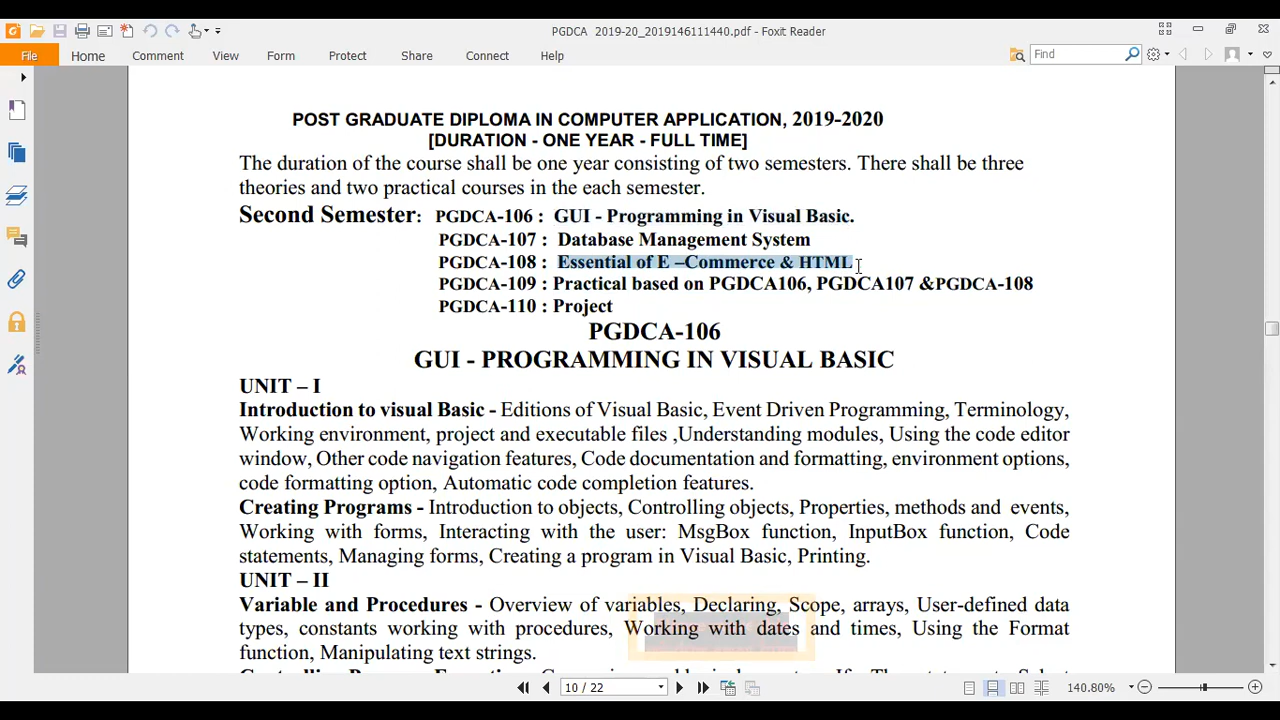 PGDCA 2019-20_2019146111440.pdf - Foxit Reader
File Home Comment View Form Protect Share Connect Help Find
POST GRADUATE DIPLOMA IN COMPUTER APPLICATION, 2019-2020
[DURATION - ONE YEAR - FULL TIME]
The duration of the course shall be one year consisting of two semesters. There shall be three
theories and two practical courses in the each semester.
Second Semester: PGDCA-106 : GUI - Programming in Visual Basic.
PGDCA-107 : Database Management System
PGDCA-108 : Essential of E –Commerce & HTML
PGDCA-109 : Practical based on PGDCA106, PGDCA107 &PGDCA-108
PGDCA-110 : Project
PGDCA-106
GUI - PROGRAMMING IN VISUAL BASIC
UNIT – I
Introduction to visual Basic - Editions of Visual Basic, Event Driven Programming, Terminology,
Working environment, project and executable files ,Understanding modules, Using the code editor
window, Other code navigation features, Code documentation and formatting, environment options,
code formatting option, Automatic code completion features.
Creating Programs - Introduction to objects, Controlling objects, Properties, methods and events,
Working with forms, Interacting with the user: MsgBox function, InputBox function, Code
statements, Managing forms, Creating a program in Visual Basic, Printing.
UNIT – II
Variable and Procedures - Overview of variables, Declaring, Scope, arrays, User-defined data
types, constants working with procedures, Working with dates and times, Using the Format
function, Manipulating text strings.
10 / 22
140.80%